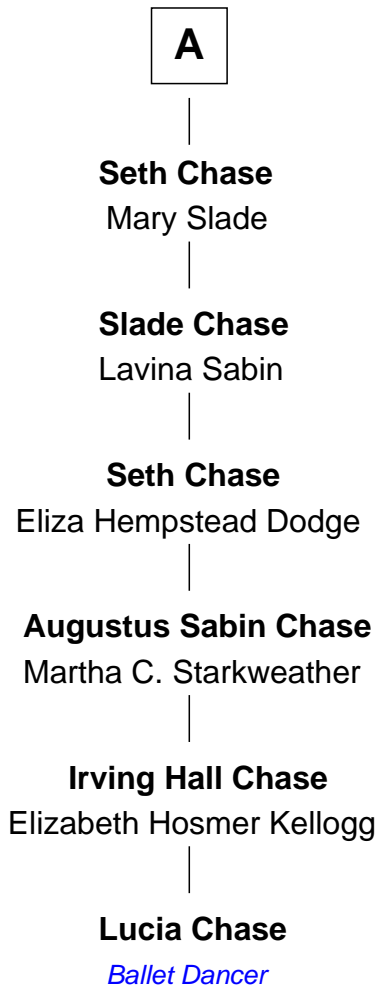 A
Seth Chase
Mary Slade
Slade Chase
Lavina Sabin
Seth Chase
Eliza Hempstead Dodge
Augustus Sabin Chase
Martha C. Starkweather
Irving Hall Chase
Elizabeth Hosmer Kellogg
Lucia Chase
Ballet Dancer